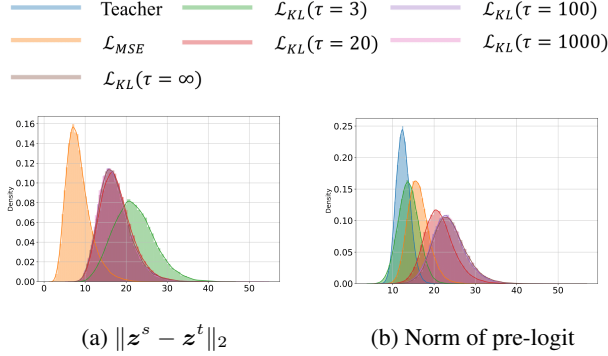 Teacher
ℒ_KL(τ = 3)
ℒ_KL(τ = 100)
ℒ_MSE
ℒ_KL(τ = 20)
ℒ_KL(τ = 1000)
ℒ_KL(τ = ∞)
0.16
0.14
0.12
0.10
0.08
0.06
0.04
0.02
0.00
Density
0 10 20 30 40 50
0.25
0.20
0.15
0.10
0.05
0.00
Density
10 20 30 40 50
(a) ‖z^s − z^t‖_2
(b) Norm of pre-logit